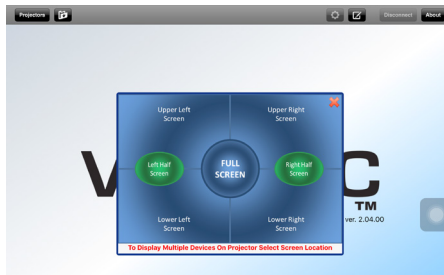 Projectors
Disconnect
About
Upper Left
Screen
Upper Right
Screen
Left Half
Screen
FULL
SCREEN
Right Half
Screen
V
C
TM
Lower Left
Screen
Lower Right
Screen
ver. 2.04.00
To Display Multiple Devices On Projector Select Screen Location